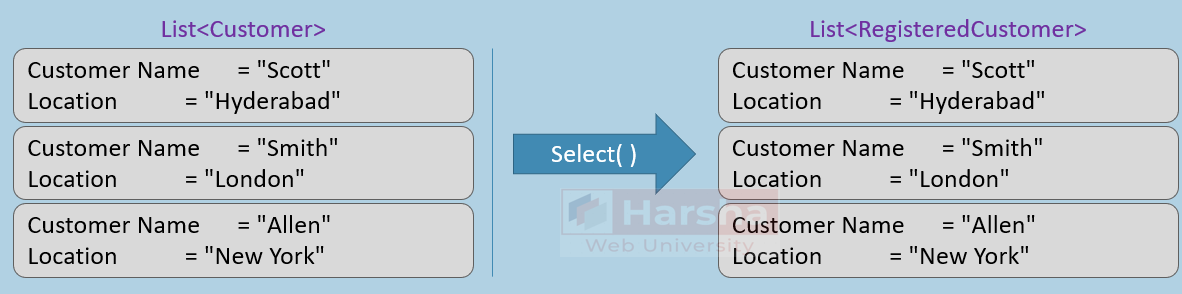 List<Customer>
Customer Name = "Scott"
Location = "Hyderabad"
Customer Name = "Smith"
Location = "London"
Customer Name = "Allen"
Location = "New York"
Select( )
List<RegisteredCustomer>
Customer Name = "Scott"
Location = "Hyderabad"
Customer Name = "Smith"
Location = "London"
Customer Name = "Allen"
Location = "New York"
Harsha
Web University